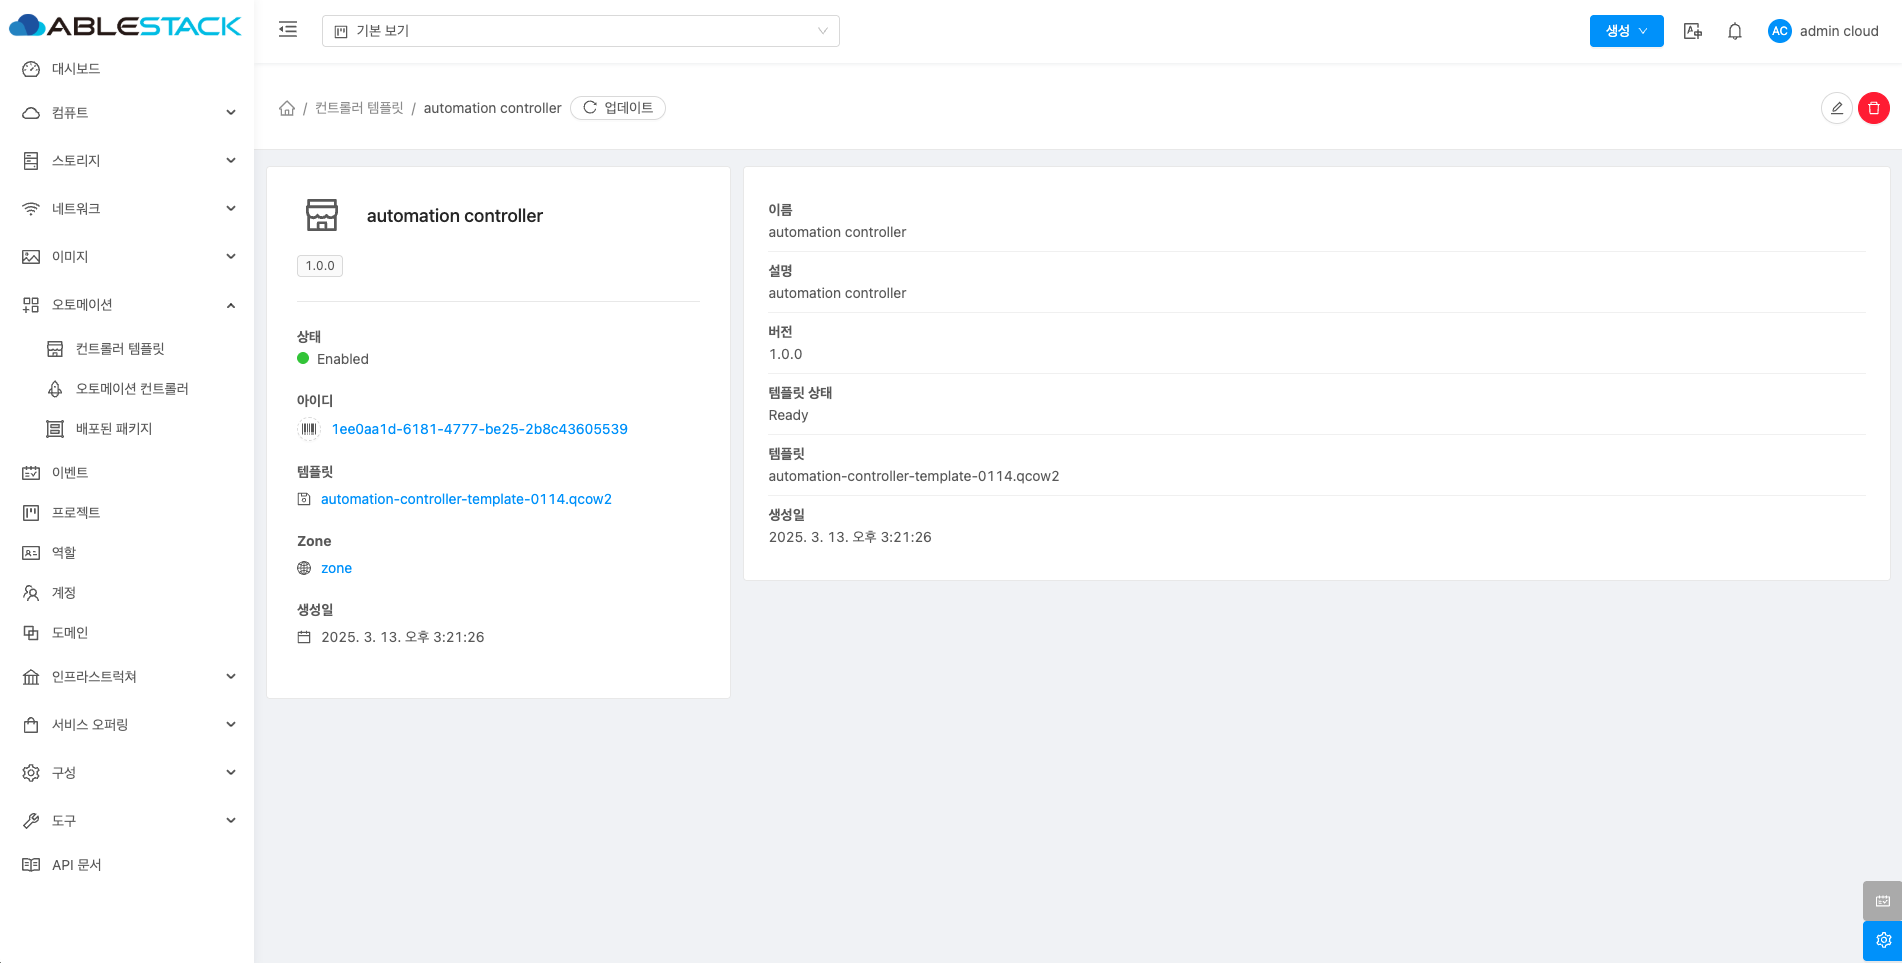 ABLESTACK
기본 보기
생성
AC
admin cloud
대시보드
컴퓨트
스토리지
네트워크
이미지
오토메이션
컨트롤러 템플릿
오토메이션 컨트롤러
배포된 패키지
이벤트
프로젝트
역할
계정
도메인
인프라스트럭쳐
서비스 오퍼링
구성
도구
API 문서
/ 컨트롤러 템플릿 / automation controller 업데이트
automation controller
1.0.0
상태
Enabled
아이디
1ee0aa1d-6181-4777-be25-2b8c43605539
템플릿
automation-controller-template-0114.qcow2
Zone
zone
생성일
2025. 3. 13. 오후 3:21:26
이름
automation controller
설명
automation controller
버전
1.0.0
템플릿 상태
Ready
템플릿
automation-controller-template-0114.qcow2
생성일
2025. 3. 13. 오후 3:21:26